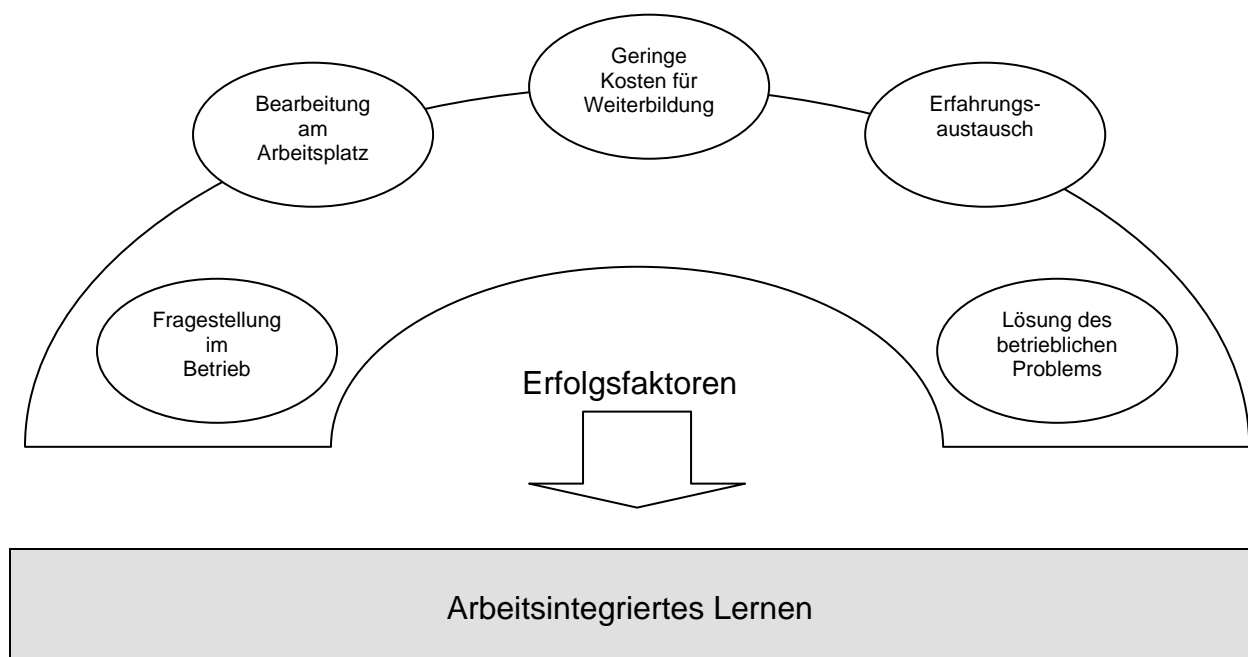 Geringe
Kosten für
Weiterbildung
Bearbeitung
am
Arbeitsplatz
Erfahrungs-
austausch
Fragestellung
im
Betrieb
Lösung des
betrieblichen
Problems
Erfolgsfaktoren
Arbeitsintegriertes Lernen